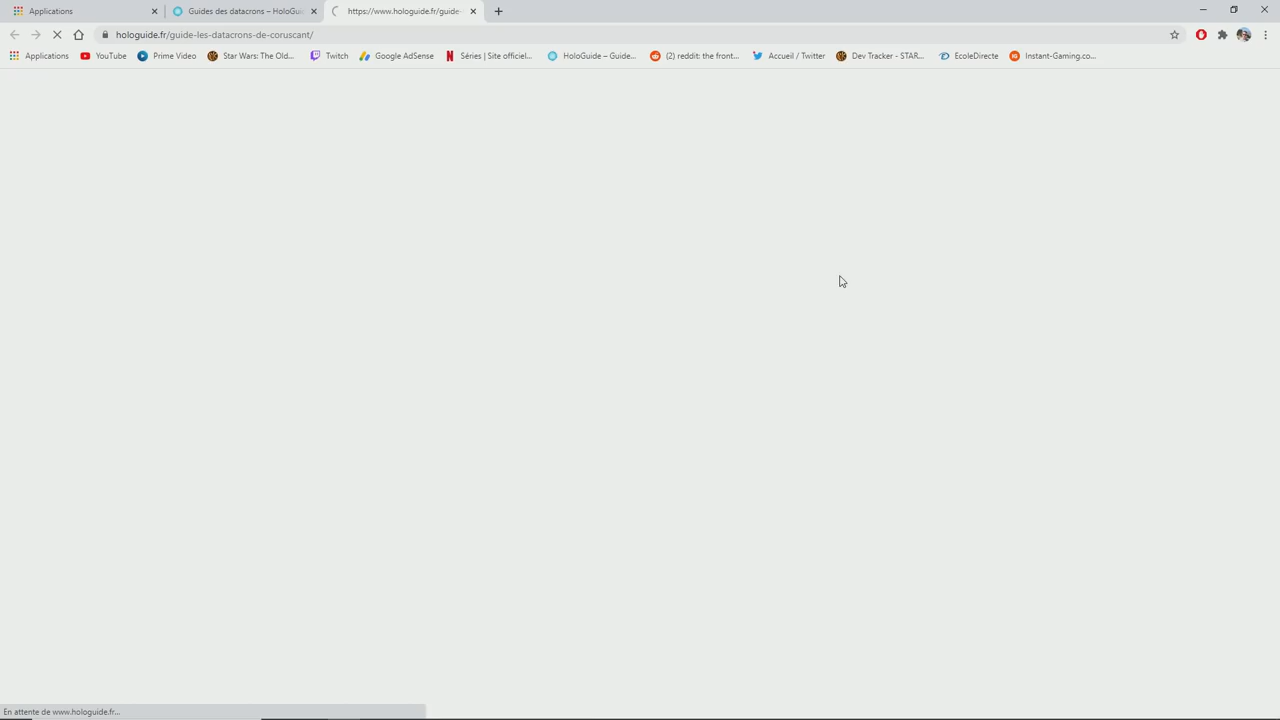 Applications
Guides des datacrons – HoloGui
https://www.hologuide.fr/guide-
hologuide.fr/guide-les-datacrons-de-coruscant/
Applications YouTube Prime Video Star Wars: The Old... Twitch Google AdSense Séries | Site officiel... HoloGuide – Guide... (2) reddit: the front... Accueil / Twitter Dev Tracker - STAR... EcoleDirecte Instant-Gaming.co...
En attente de www.hologuide.fr...